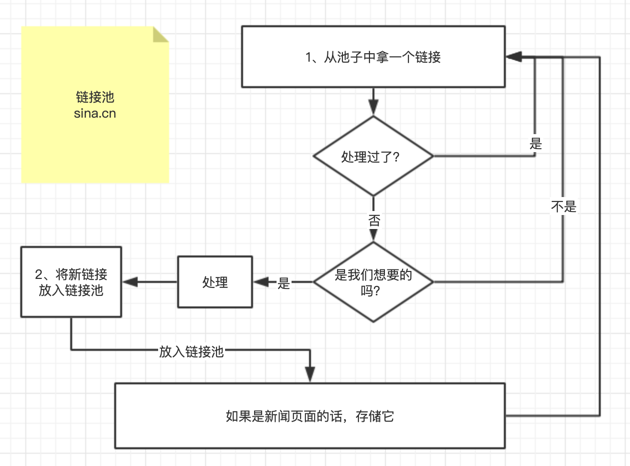 链接池
sina.cn
1、从池子中拿一个链接
处理过了?
是
不是
否
是我们想要的
吗?
是
处理
2、将新链接
放入链接池
放入链接池
如果是新闻页面的话，存储它